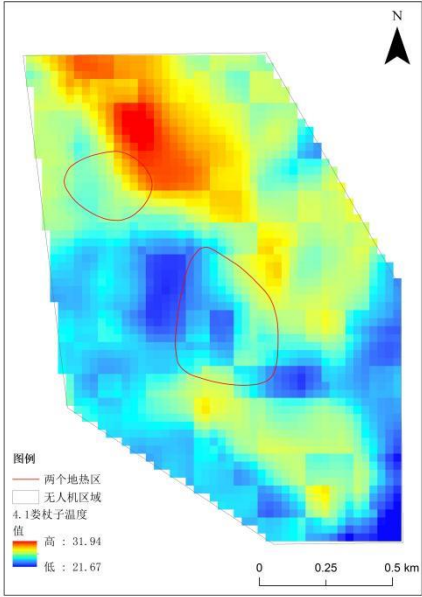 N
图例
两个地热区
无人机区域
4.1娄杖子温度
值
高 : 31.94
低 : 21.67
0 0.25 0.5 km